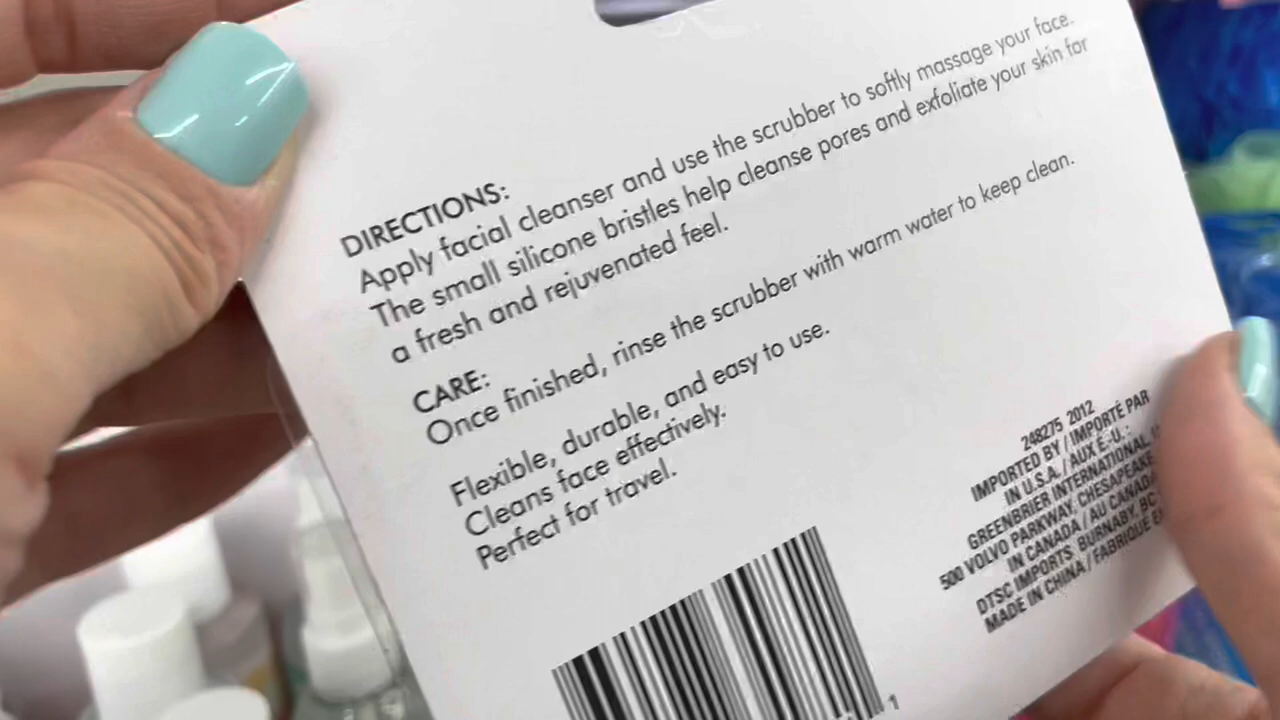 DIRECTIONS:
Apply facial cleanser and use the scrubber to softly massage your face.
The small silicone bristles help cleanse pores and exfoliate your skin for
a fresh and rejuvenated feel.
CARE:
Once finished, rinse the scrubber with warm water to keep clean.
Flexible, durable, and easy to use.
Cleans face effectively.
Perfect for travel.
248275 2012
IMPORTED BY / IMPORTÉ PAR
IN U.S.A. / AUX É.-U.:
GREENBRIER INTERNATIONAL,
500 VOLVO PARKWAY, CHESAPEAKE
IN CANADA / AU CANADA
DTSC IMPORTS, BURNABY, BC
MADE IN CHINA / FABRIQUÉ
1